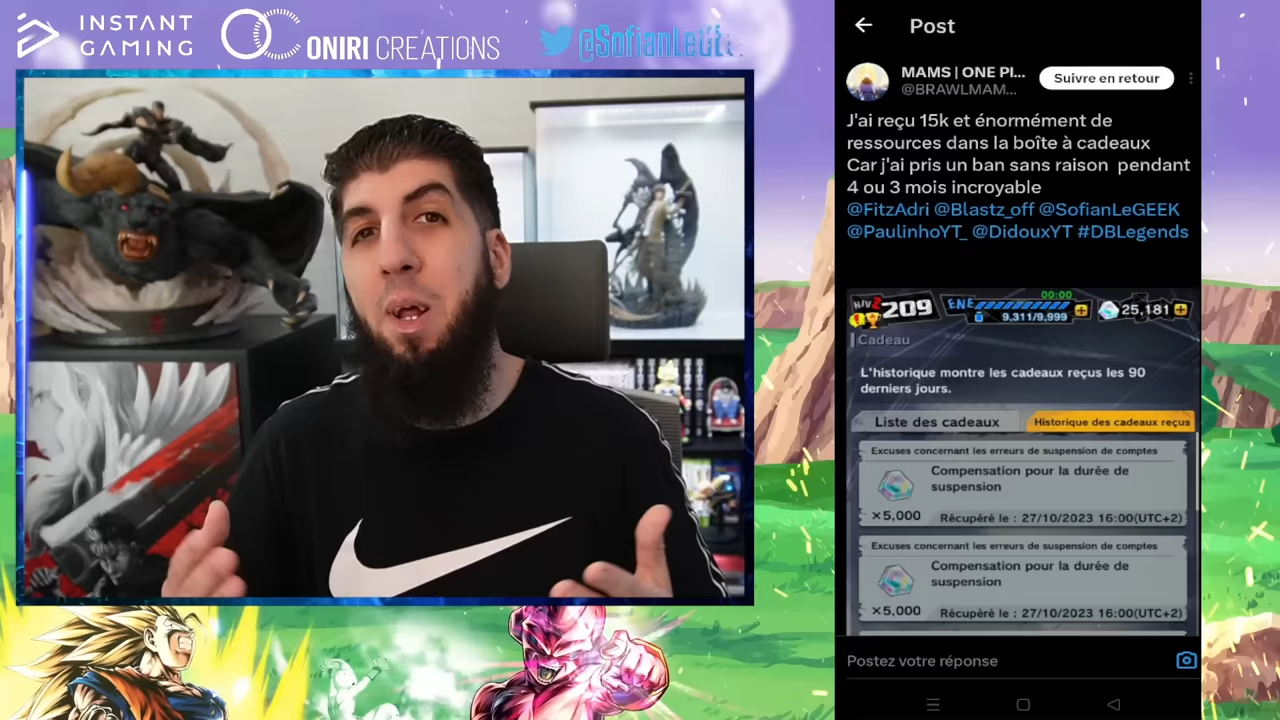 INSTANT
GAMING
ONIRI CREATIONS
@SofianLeGE
Post
MAMS | ONE PI...
@BRAWLMAM...
Suivre en retour
J'ai reçu 15k et énormément de
ressources dans la boîte à cadeaux
Car j'ai pris un ban sans raison pendant
4 ou 3 mois incroyable
@FitzAdri @Blastz_off @SofianLeGEEK
@PaulinhoYT_ @DidouxYT #DBLegends
NIV 209
ENE
00:00
9,311/9,999
25,181
Cadeau
L'historique montre les cadeaux reçus les 90
derniers jours.
Liste des cadeaux
Historique des cadeaux reçus
Excuses concernant les erreurs de suspension de comptes
Compensation pour la durée de
suspension
×5,000
Récupéré le : 27/10/2023 16:00(UTC+2)
Excuses concernant les erreurs de suspension de comptes
Compensation pour la durée de
suspension
×5,000
Récupéré le : 27/10/2023 16:00(UTC+2)
Postez votre réponse